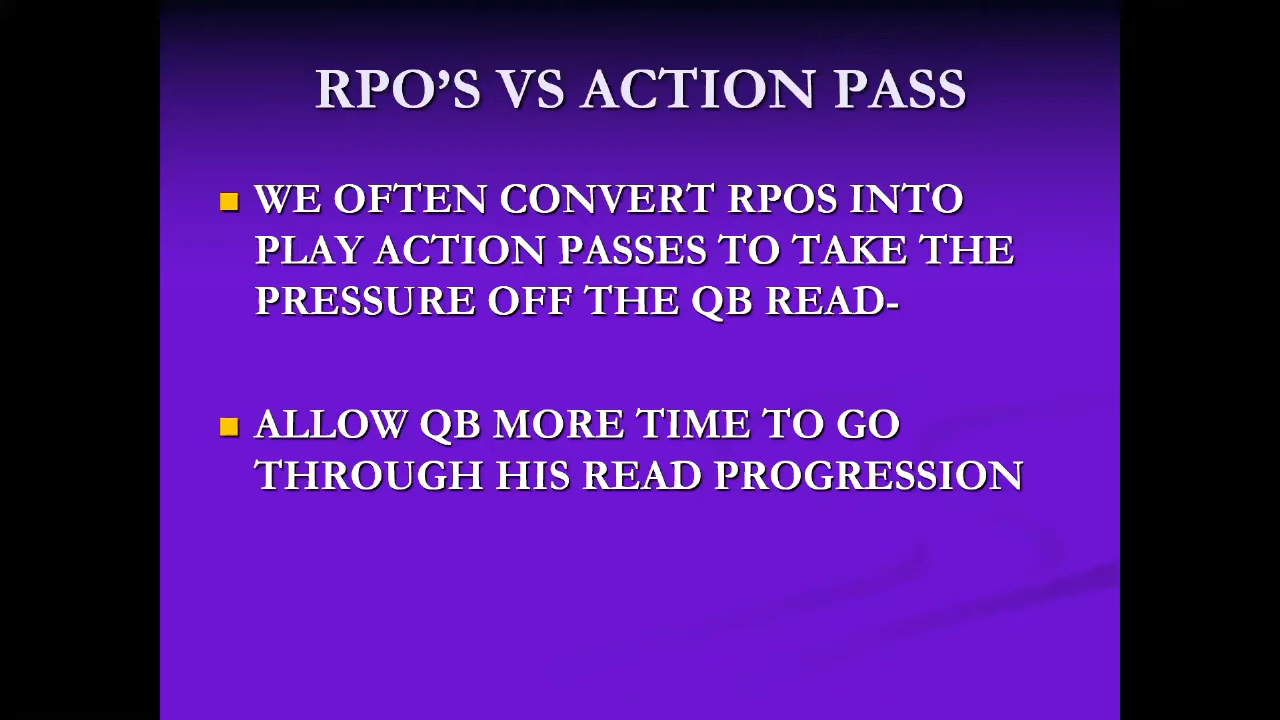 RPO’S VS ACTION PASS
WE OFTEN CONVERT RPOS INTO
PLAY ACTION PASSES TO TAKE THE
PRESSURE OFF THE QB READ-
ALLOW QB MORE TIME TO GO
THROUGH HIS READ PROGRESSION